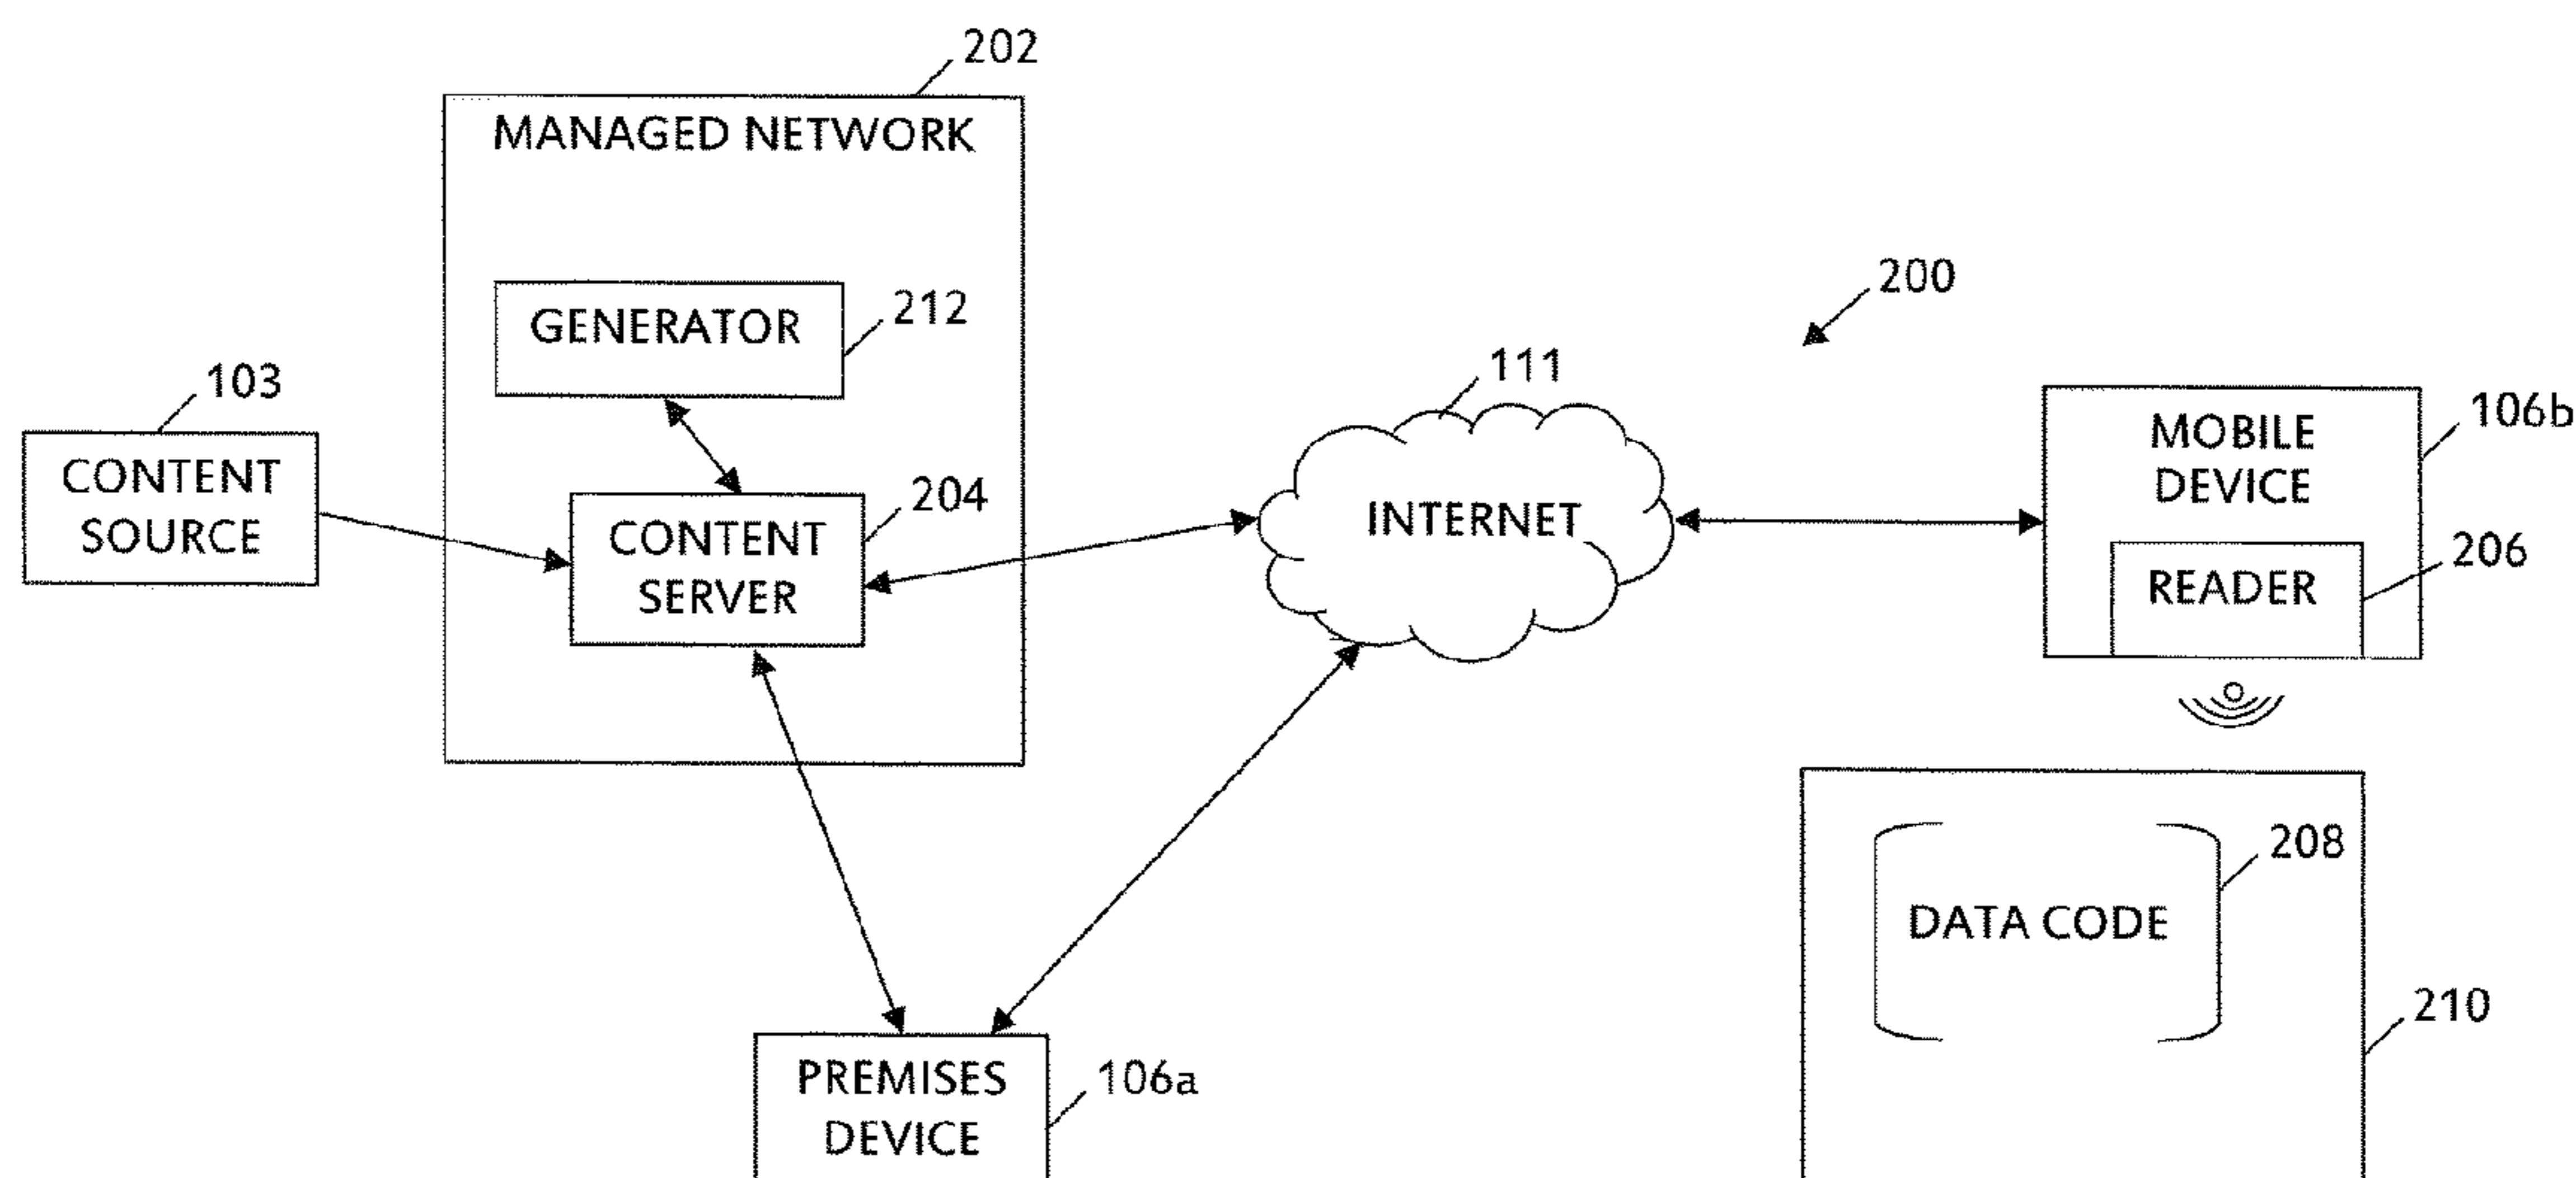 202
MANAGED NETWORK
GENERATOR
212
103
CONTENT
SOURCE
204
CONTENT
SERVER
111
INTERNET
200
106b
MOBILE
DEVICE
206
READER
208
DATA CODE
210
106a
PREMISES
DEVICE